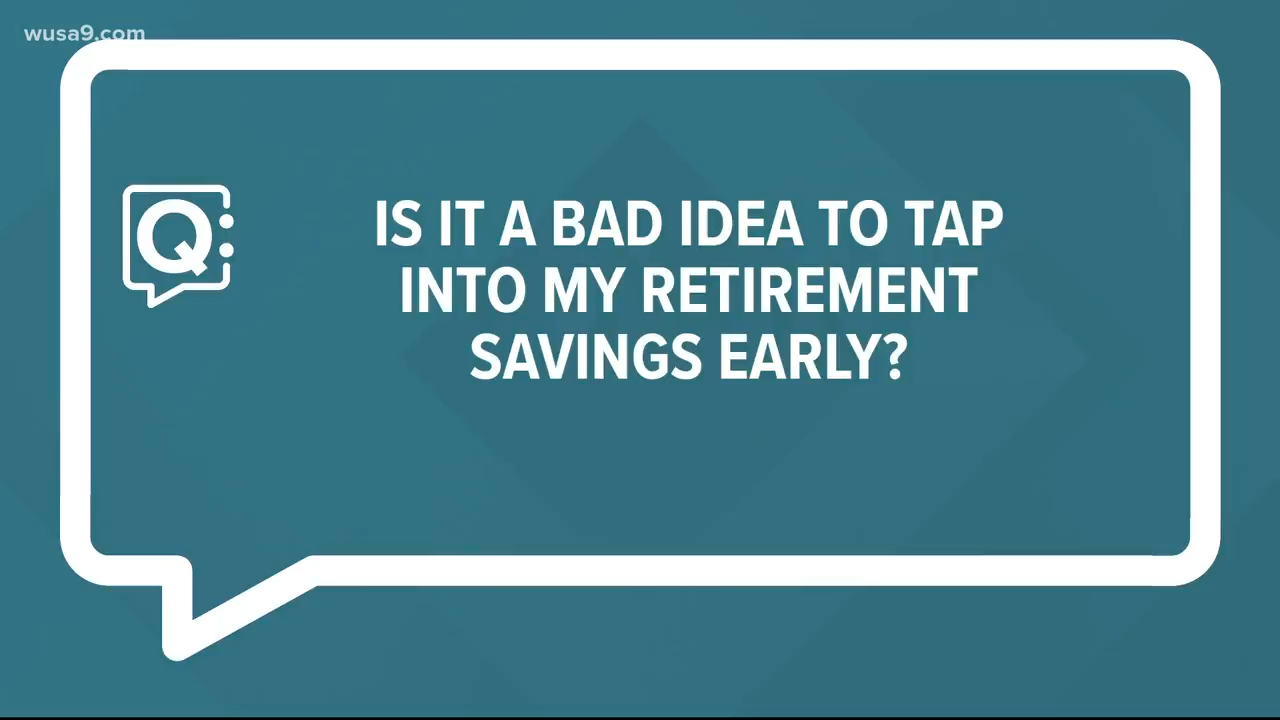 wusa9.com
Q
IS IT A BAD IDEA TO TAP
INTO MY RETIREMENT
SAVINGS EARLY?